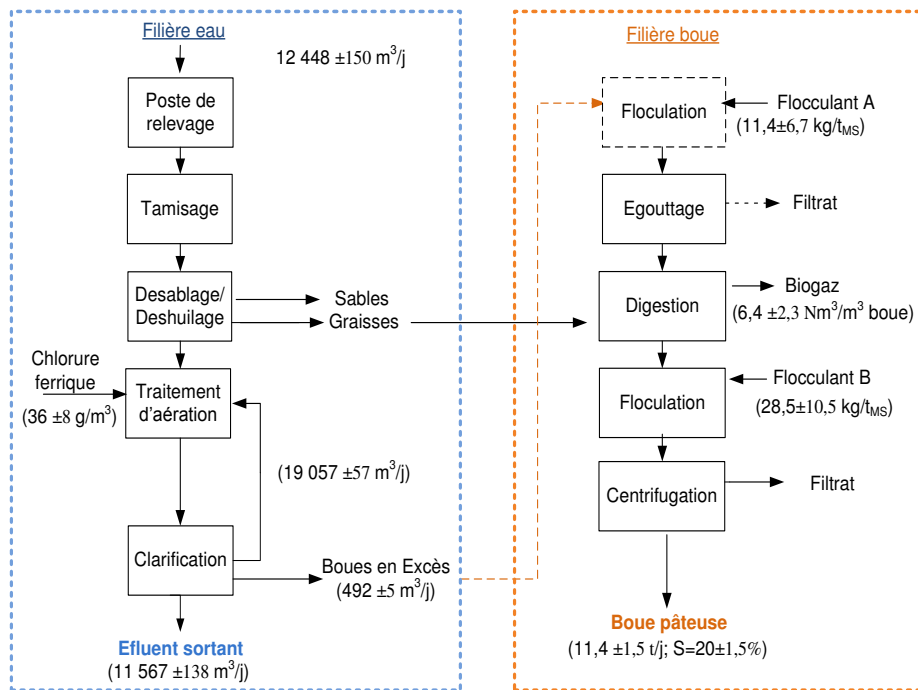 Filière eau
12 448 ±150 m³/j
Poste de
relevage
Tamisage
Desablage/
Deshuilage
Sables
Graisses
Chlorure
ferrique
(36 ±8 g/m³)
Traitement
d'aération
(19 057 ±57 m³/j)
Clarification
Boues en Excès
(492 ±5 m³/j)
Efluent sortant
(11 567 ±138 m³/j)
Filière boue
Floculation
Flocculant A
(11,4±6,7 kg/tMS)
Egouttage
Filtrat
Digestion
Biogaz
(6,4 ±2,3 Nm³/m³ boue)
Floculation
Flocculant B
(28,5±10,5 kg/tMS)
Centrifugation
Filtrat
Boue pâteuse
(11,4 ±1,5 t/j; S=20±1,5%)